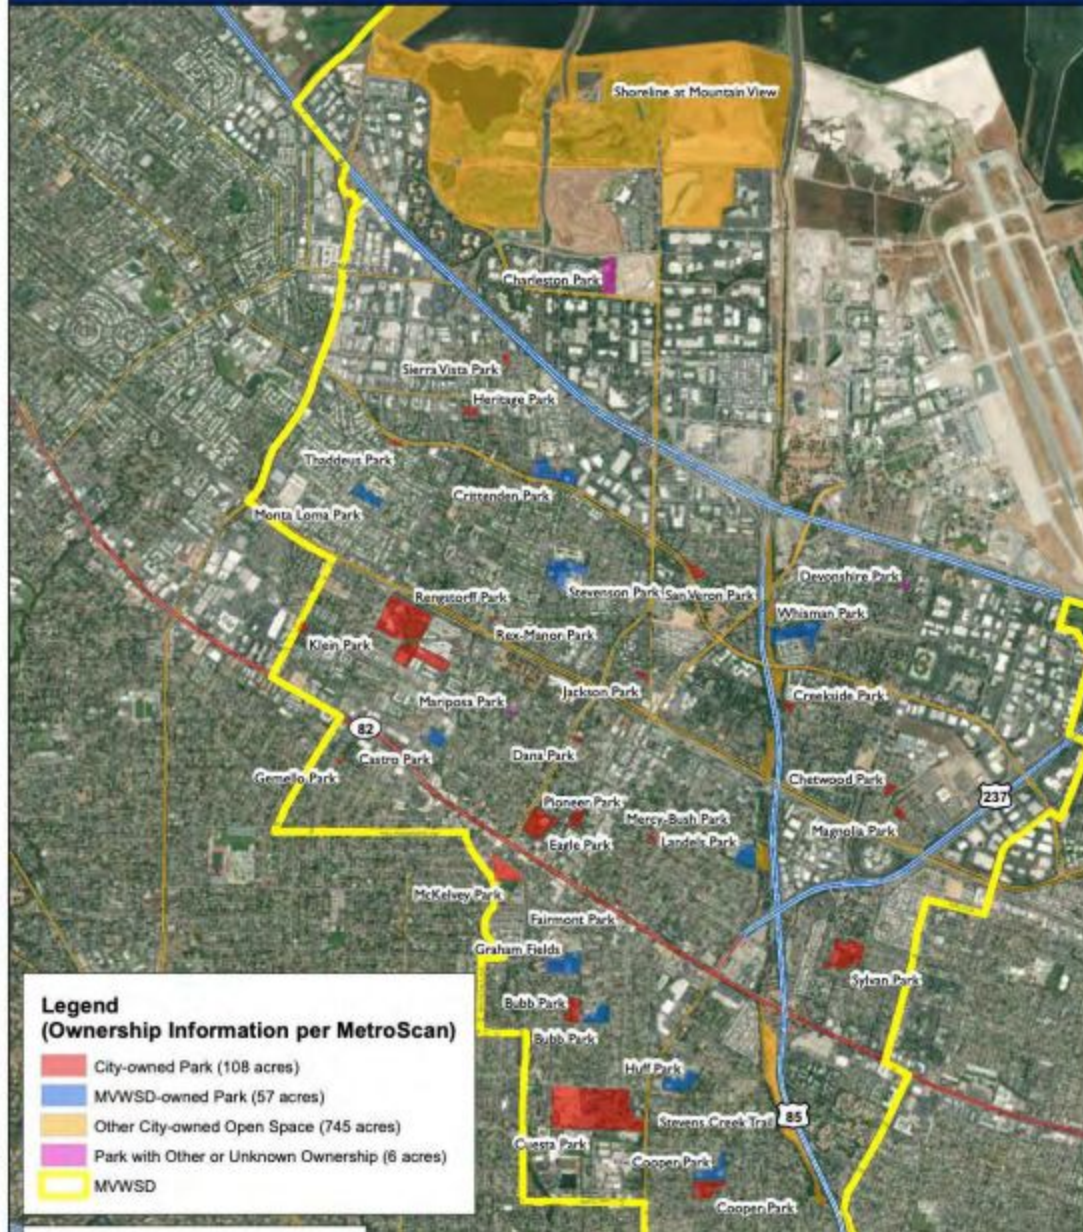 Shoreline at Mountain View
Charleston Park
Sierra Vista Park
Heritage Park
Thaddeus Park
Crittenden Park
Monta Loma Park
Devonshire Park
Rengstorff Park
Stevenson Park
San Veron Park
Whisman Park
Rex-Manor Park
Klein Park
Jackson Park
Creekside Park
Mariposa Park
82
Castro Park
Dana Park
Gemello Park
Chetwood Park
237
Pioneer Park
Mercy-Bush Park
Magnolia Park
Eagle Park
Landels Park
McKelvey Park
Fairmont Park
Graham Fields
Sylvan Park
Bubb Park
Bubb Park
Huff Park
Stevens Creek Trail
85
Cuesta Park
Cooper Park
Cooper Park
Legend
(Ownership Information per MetroScan)
City-owned Park (108 acres)
MVWSD-owned Park (57 acres)
Other City-owned Open Space (745 acres)
Park with Other or Unknown Ownership (6 acres)
MVWSD